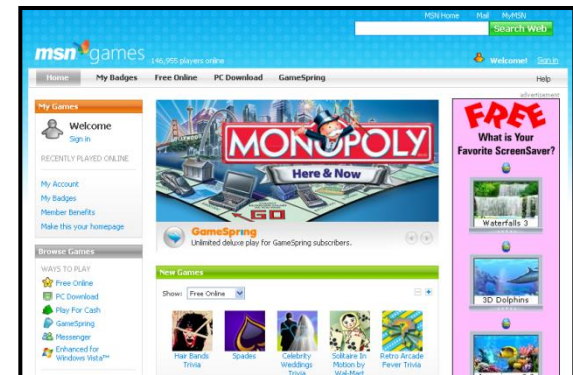 MSN Home Mail MyMSN
Search Web
msn games
146,955 players online
Welcome! Sign in
Home My Badges Free Online PC Download GameSpring Help
advertisement
My Games
Welcome
Sign in
RECENTLY PLAYED ONLINE
My Account
My Badges
Member Benefits
Make this your homepage
Browse Games
WAYS TO PLAY
Free Online
PC Download
Play For Cash
GameSpring
Messenger
Enhanced for
Windows Vista™
MONOPOLY
Here & Now
GO
GameSpring
Unlimited deluxe play for GameSpring subscribers.
New Games
Show: Free Online
Hair Bands
Trivia
Spades
Celebrity
Weddings
Trivia
Solitaire In
Motion by
Wal-Mart
Retro Arcade
Fever Trivia
FREE
What is Your
Favorite ScreenSaver?
Waterfalls 3
3D Dolphins